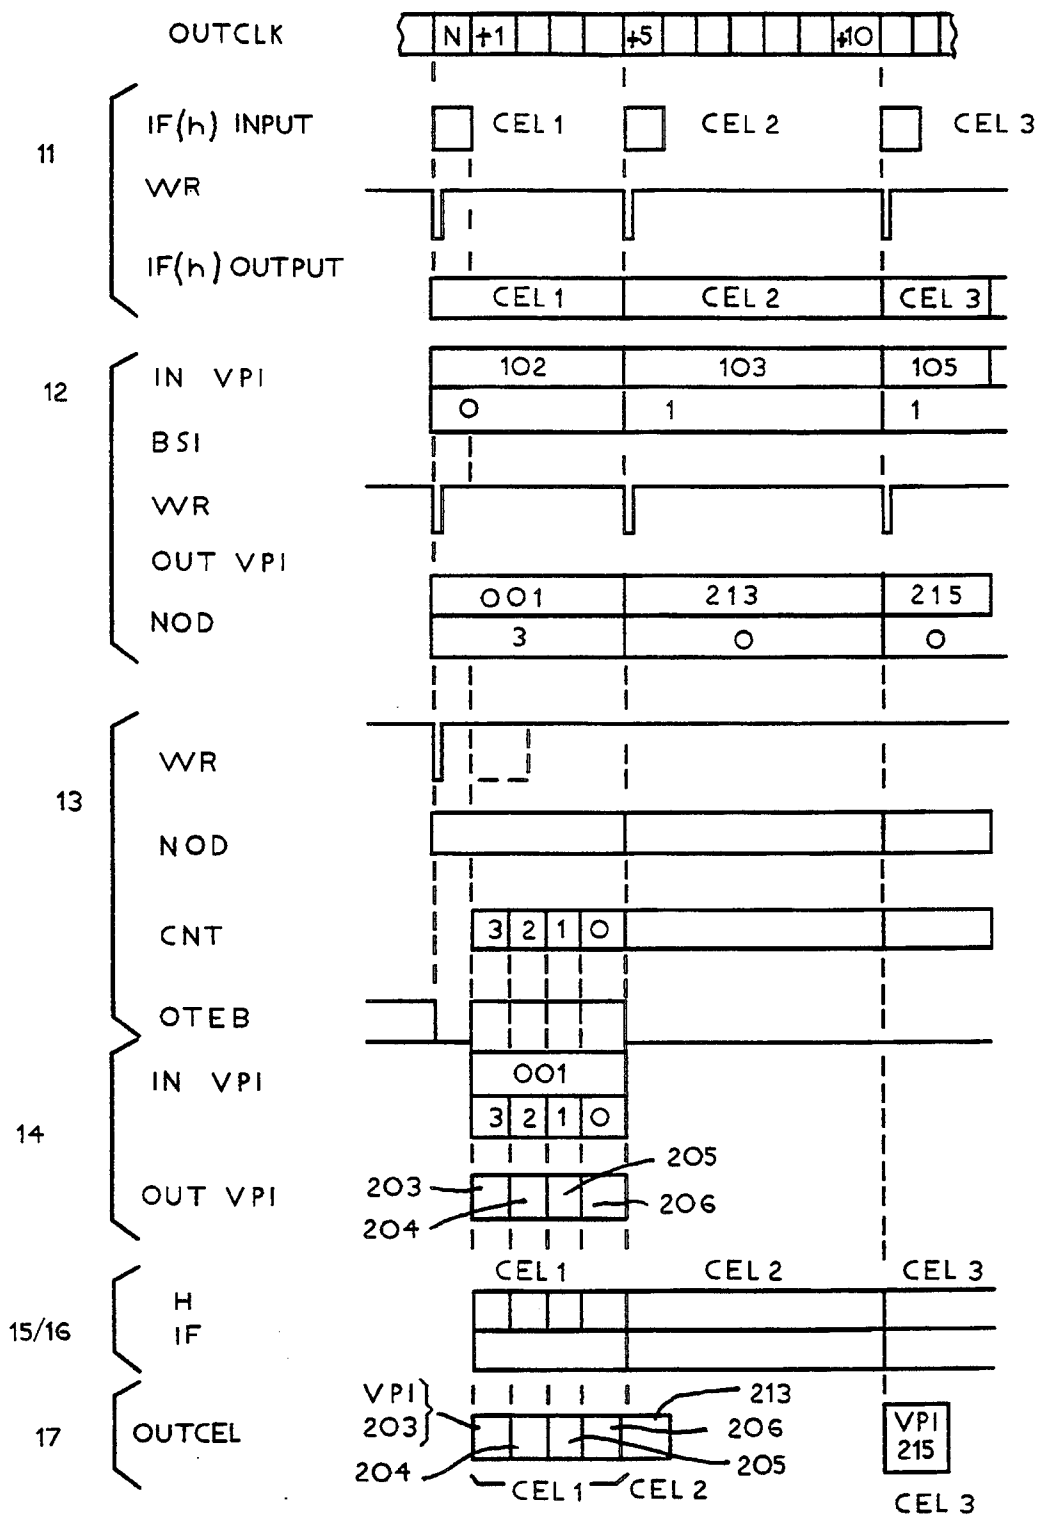 OUTCLK N +1 +5 +10
IF(h) INPUT CEL 1 CEL 2 CEL 3
11
WR
IF(h) OUTPUT
CEL 1 CEL 2 CEL 3
IN VPI 102 103 105
12
0 1 1
BSI
WR
OUT VPI
001 213 215
NOD
3 0 0
WR
13
NOD
CNT 3 2 1 0
OTEB
IN VPI 001
3 2 1 0
14
205
OUT VPI 203
206
204
CEL 1 CEL 2 CEL 3
H
15/16 IF
VPI 213
203 206 VPI
17 OUTCEL 215
204 205
CEL 1 CEL 2
CEL 3